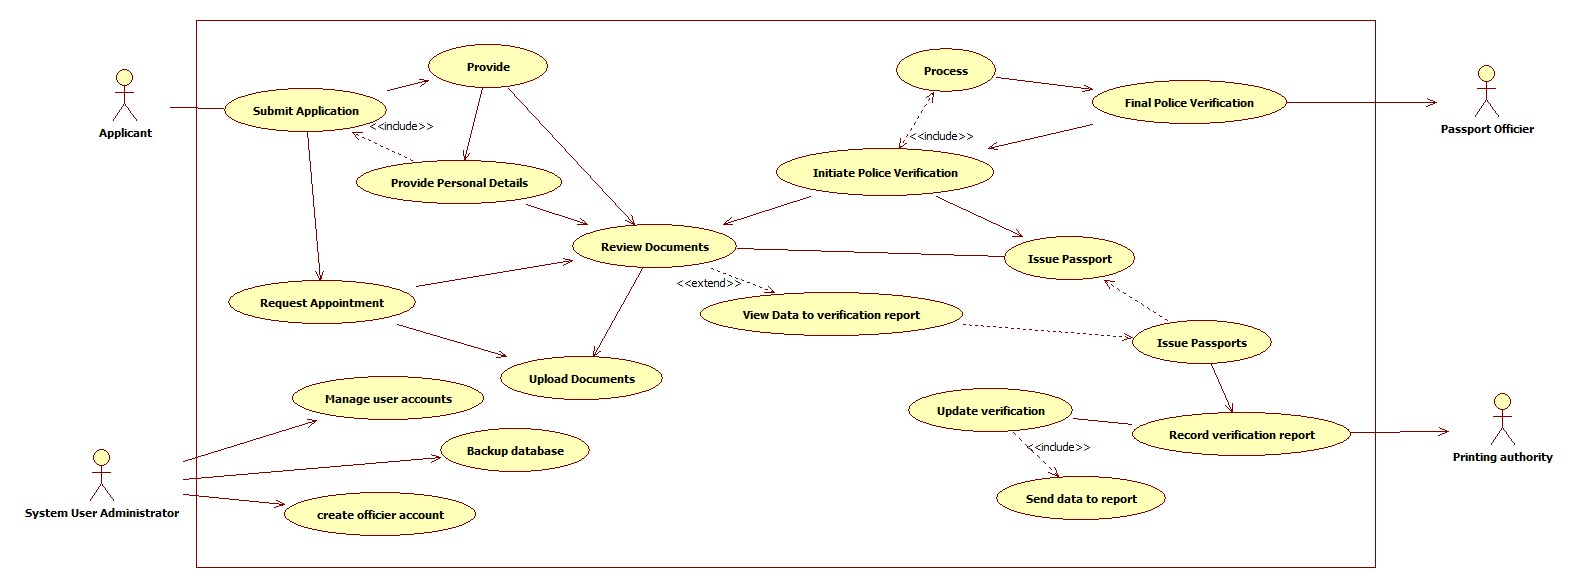 Provide
Process
Submit Application
Final Police Verification
<<include>>
Applicant
Passport Officier
<<include>>
Provide Personal Details
Initiate Police Verification
Review Documents
Issue Passport
<<extend>>
Request Appointment
View Data to verification report
Issue Passports
Upload Documents
Manage user accounts
Update verification
Record verification report
<<include>>
Backup database
Printing authority
Send data to report
System User Administrator
create officier account